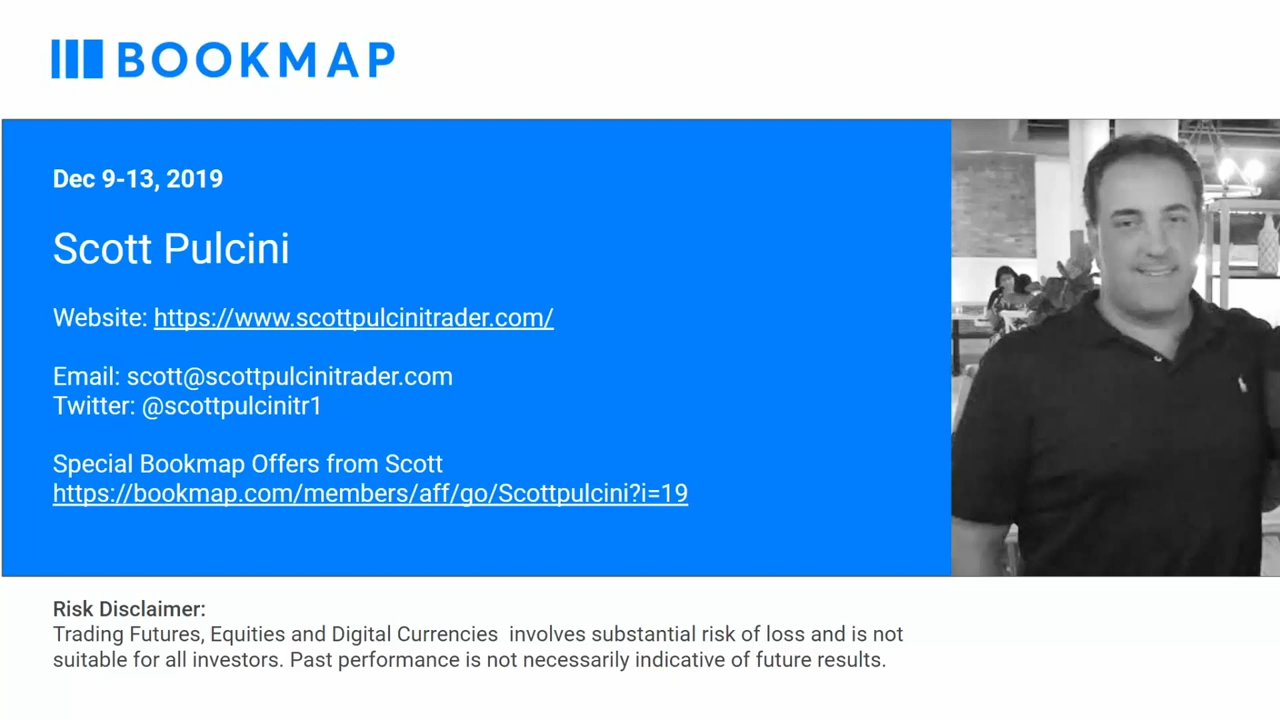 BOOKMAP
Dec 9-13, 2019
Scott Pulcini
Website: https://www.scottpulcinitrader.com/
Email: scott@scottpulcinitrader.com
Twitter: @scottpulcinitr1
Special Bookmap Offers from Scott
https://bookmap.com/members/aff/go/Scottpulcini?i=19
Risk Disclaimer:
Trading Futures, Equities and Digital Currencies  involves substantial risk of loss and is not
suitable for all investors. Past performance is not necessarily indicative of future results.